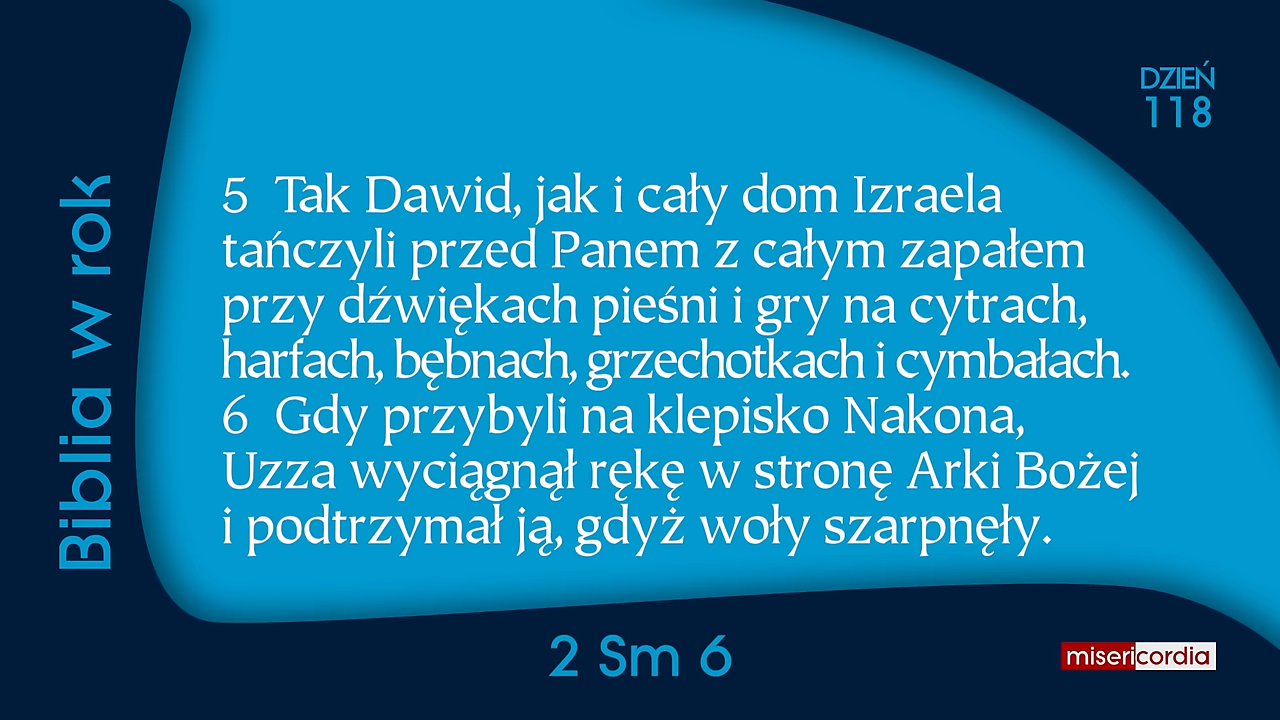 DZIEŃ
118
Biblia w rok
5 Tak Dawid, jak i cały dom Izraela
tańczyli przed Panem z całym zapałem
przy dźwiękach pieśni i gry na cytrach,
harfach, bębnach, grzechotkach i cymbałach.
6 Gdy przybyli na klepisko Nakona,
Uzza wyciągnął rękę w stronę Arki Bożej
i podtrzymał ją, gdyż woły szarpnęły.
2 Sm 6
misericordia